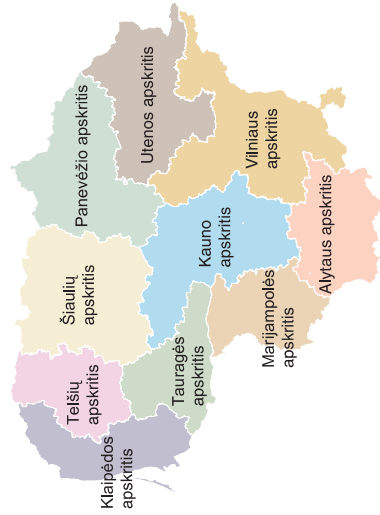 Klaipėdos
apskritis
Telšių
apskritis
Šiaulių
apskritis
Panevėžio apskritis
Utenos apskritis
Tauragės
apskritis
Kauno
apskritis
Vilniaus
apskritis
Marijampolės
apskritis
Alytaus apskritis